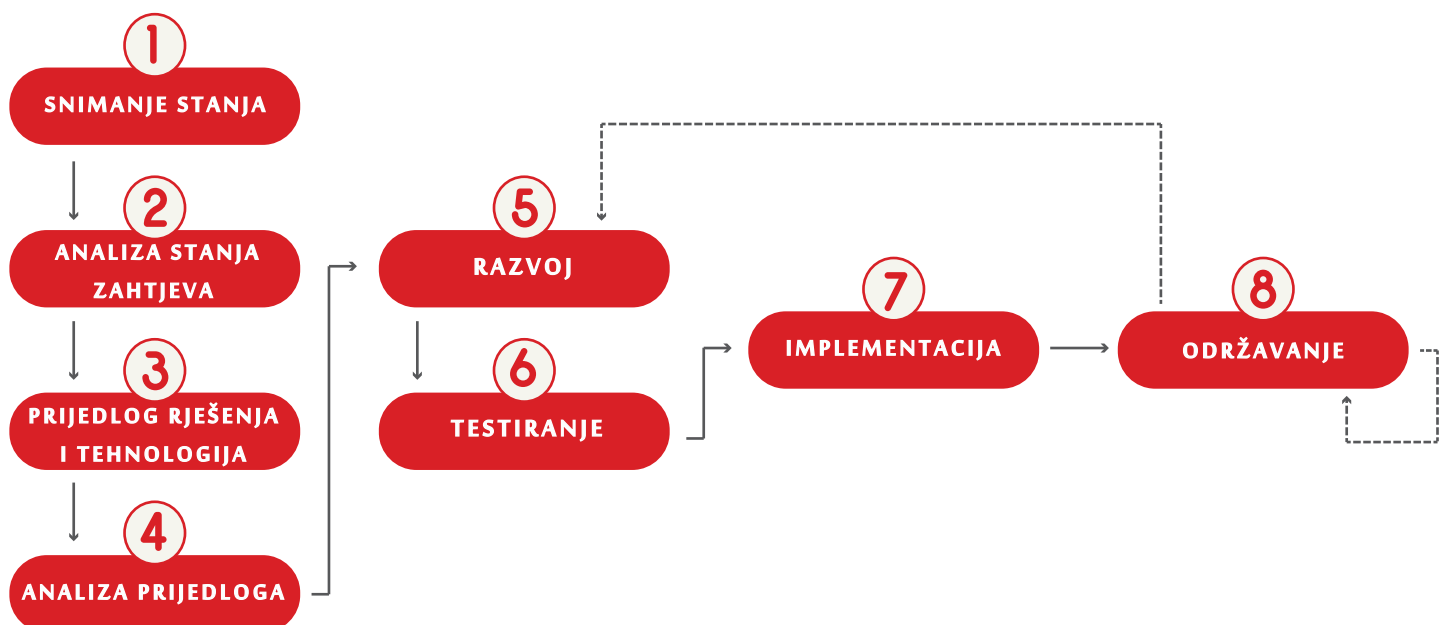 1
SNIMANJE STANJA
2
ANALIZA STANJA
ZAHTJEVA
3
PRIJEDLOG RJEŠENJA
I TEHNOLOGIJA
4
ANALIZA PRIJEDLOGA
5
RAZVOJ
6
TESTIRANJE
7
IMPLEMENTACIJA
8
ODRŽAVANJE